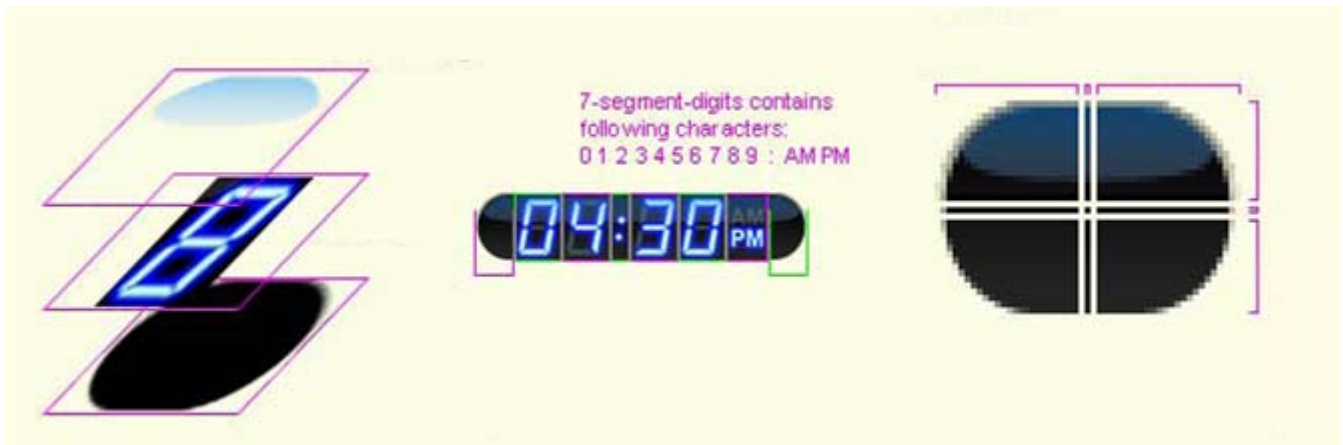 7-segment-digits contains
following characters:
0 1 2 3 4 5 6 7 8 9 : AM PM
8
04:30 AM
PM